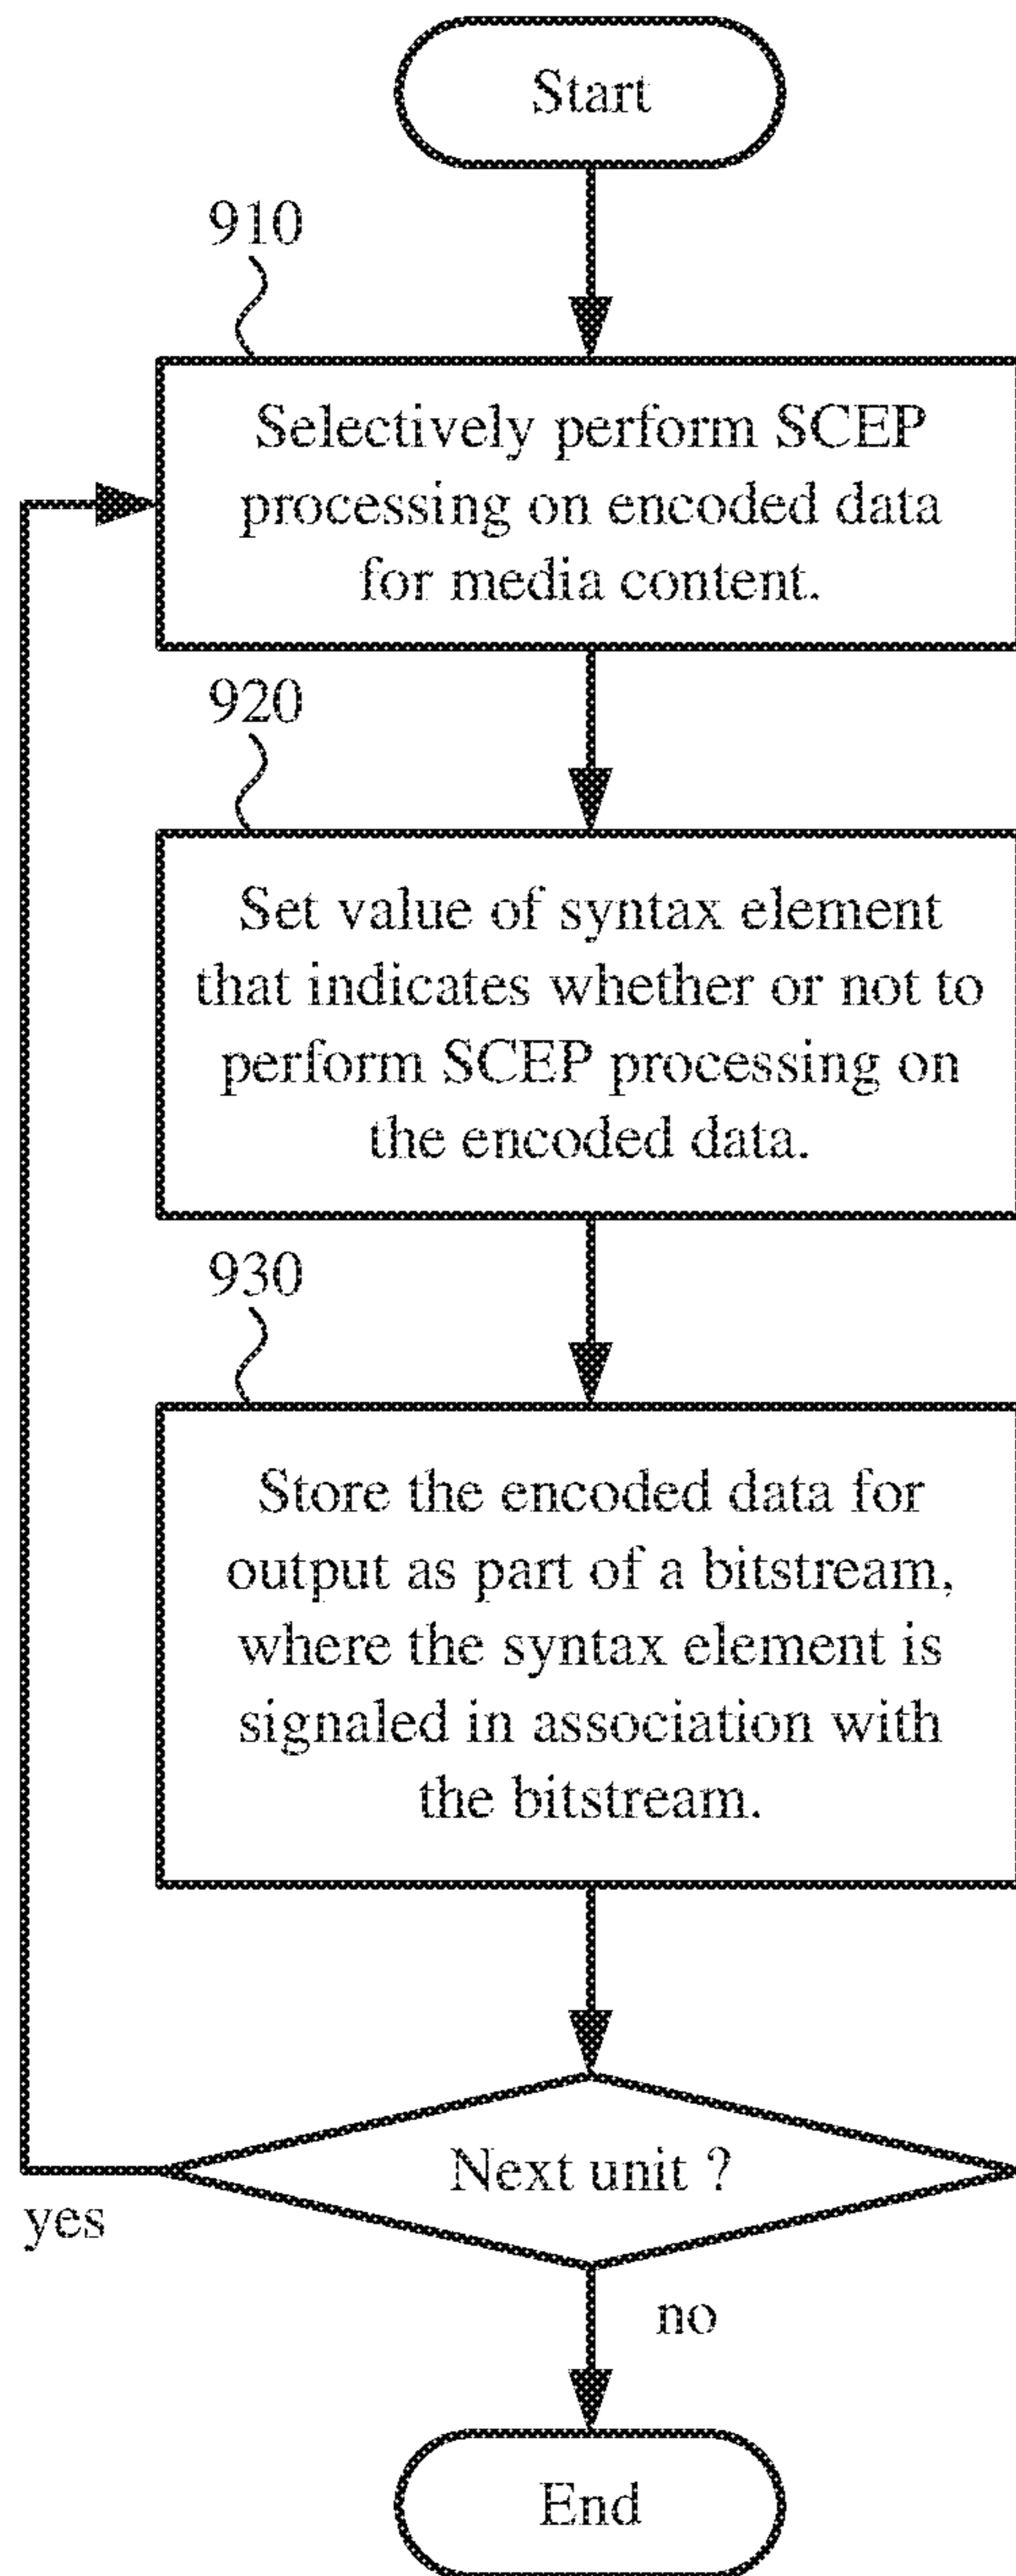 Start
910
Selectively perform SCEP
processing on encoded data
for media content.
920
Set value of syntax element
that indicates whether or not to
perform SCEP processing on
the encoded data.
930
Store the encoded data for
output as part of a bitstream,
where the syntax element is
signaled in association with
the bitstream.
Next unit ?
yes
no
End